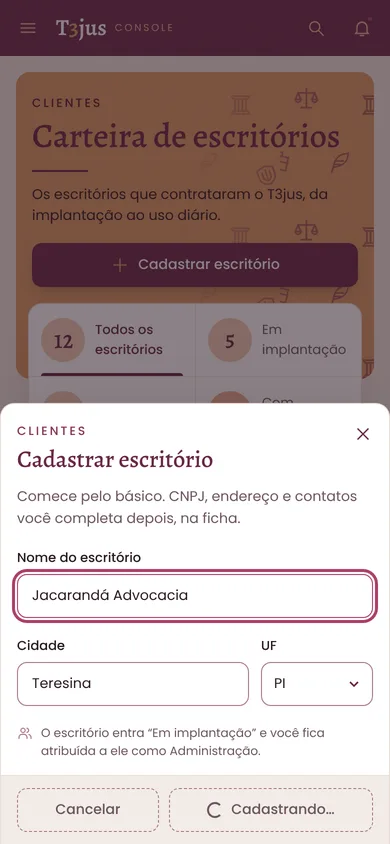 T3jus CONSOLE
CLIENTES
Carteira de escritórios
Os escritórios que contrataram o T3jus, da
implantação ao uso diário.
Cadastrar escritório
12 Todos os
escritórios
5 Em
implantação
Com
CLIENTES
Cadastrar escritório
Comece pelo básico. CNPJ, endereço e contatos
você completa depois, na ficha.
Nome do escritório
Jacarandá Advocacia
Cidade UF
Teresina PI
O escritório entra “Em implantação” e você fica
atribuída a ele como Administração.
Cancelar Cadastrando...